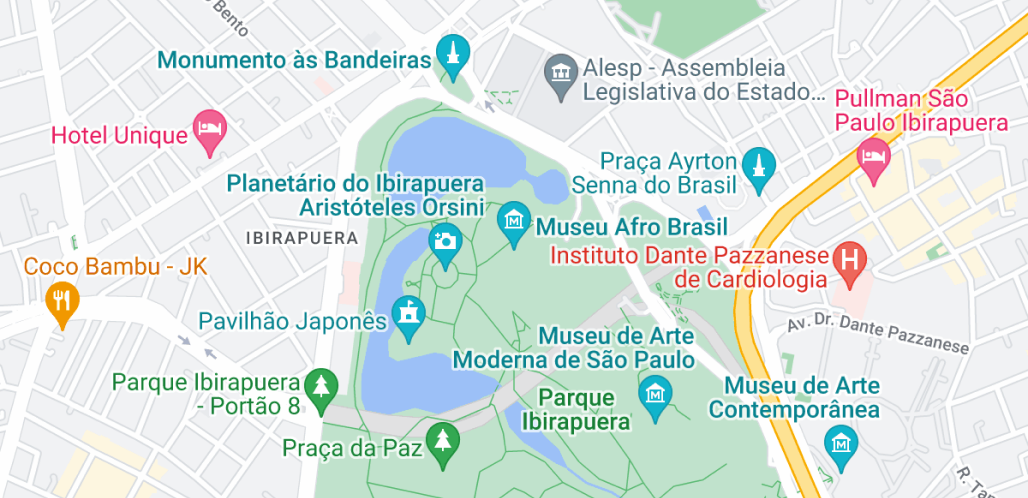 Bento
Monumento às Bandeiras
Alesp - Assembleia
Legislativa do Estado...
Pullman São
Paulo Ibirapuera
Hotel Unique
Praça Ayrton
Senna do Brasil
Planetário do Ibirapuera
Aristóteles Orsini
Museu Afro Brasil
IBIRAPUERA
Instituto Dante Pazzanese
de Cardiologia
H
Coco Bambu - JK
Pavilhão Japonês
Av. Dr. Dante Pazzanese
Museu de Arte
Moderna de São Paulo
Parque Ibirapuera
- Portão 8
Museu de Arte
Contemporânea
Parque
Ibirapuera
Praça da Paz
R. Tan